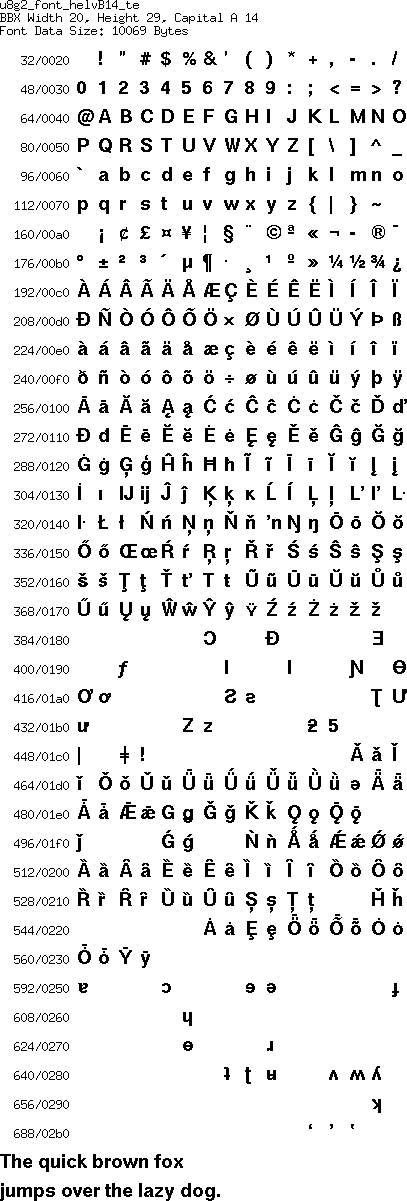 u8g2_font_helvB14_te
BBX Width 20, Height 29, Capital A 14
Font Data Size: 10069 Bytes
32/0020 ! " # $ % & ' ( ) * + , - . /
48/0030 0 1 2 3 4 5 6 7 8 9 : ; < = > ?
64/0040 @ A B C D E F G H I J K L M N O
80/0050 P Q R S T U V W X Y Z [ \ ] ^ _
96/0060 ` a b c d e f g h i j k l m n o
112/0070 p q r s t u v w x y z { | } ~
160/00a0 ¡ ¢ £ ¤ ¥ ¦ § ¨ © ª « ¬ - ® ¯
176/00b0 ° ± ² ³ ´ µ ¶ · ¸ ¹ º » ¼ ½ ¾ ¿
192/00c0 À Á Â Ã Ä Å Æ Ç È É Ê Ë Ì Í Î Ï
208/00d0 Ð Ñ Ò Ó Ô Õ Ö × Ø Ù Ú Û Ü Ý Þ ß
224/00e0 à á â ã ä å æ ç è é ê ë ì í î ï
240/00f0 ð ñ ò ó ô õ ö ÷ ø ù ú û ü ý þ ÿ
256/0100 Ā ā Ă ă Ą ą Ć ć Ĉ ĉ Ċ ċ Č č Ď ď
272/0110 Đ đ Ē ē Ĕ ĕ Ė ė Ę ę Ě ě Ĝ ĝ Ğ ğ
288/0120 Ġ ġ Ģ ģ Ĥ ĥ Ħ ħ Ĩ ĩ Ī ī Ĭ ĭ Į į
304/0130 İ ı Ĳ ĳ Ĵ ĵ Ķ ķ ĸ Ĺ ĺ Ļ ļ Ľ ľ Ŀ
320/0140 ŀ Ł ł Ń ń Ņ ņ Ň ň ŉ Ŋ ŋ Ō ō Ŏ ŏ
336/0150 Ő ő Œ œ Ŕ ŕ Ŗ ŗ Ř ř Ś ś Ŝ ŝ Ş ş
352/0160 Š š Ţ ţ Ť ť Ŧ ŧ Ũ ũ Ū ū Ŭ ŭ Ů ů
368/0170 Ű ű Ų ų Ŵ ŵ Ŷ ŷ Ÿ Ź ź Ż ż Ž ž
384/0180 Ɔ Ɖ Ǝ
400/0190 ƒ Ɩ l Ɲ Ɵ
416/01a0 Ơ ơ Ƨ ƨ Ʈ Ư
432/01b0 ư Z z ƻ 5
448/01c0 ǀ ǂ ǃ Ǎ ǎ Ǐ
464/01d0 ǐ Ǒ ǒ Ǔ ǔ Ǖ ǖ Ǘ ǘ Ǚ ǚ Ǜ ǜ ǝ Ǟ ǟ
480/01e0 Ǡ ǡ Ǣ ǣ Ǥ ǥ Ǧ ǧ Ǩ ǩ Ǫ ǫ Ǭ ǭ
496/01f0 ǰ Ǵ ǵ Ǹ ǹ Ǻ ǻ Ǽ ǽ Ǿ ǿ
512/0200 Ȁ ȁ Ȃ ȃ Ȅ ȅ Ȇ ȇ Ȉ ȉ Ȋ ȋ Ȍ ȍ Ȏ ȏ
528/0210 Ȑ ȑ Ȓ ȓ Ȕ ȕ Ȗ ȗ Ș ș Ț ț Ȟ ȟ
544/0220 Ȧ ȧ Ȩ ȩ Ȫ ȫ Ȭ ȭ Ȯ ȯ
560/0230 Ȱ ȱ Ȳ ȳ
592/0250 ɐ ɔ ɘ ə ɟ
608/0260 ɥ
624/0270 ɵ ɹ
640/0280 ʇ ʈ ʉ ʌ ʍ ʎ
656/0290 ʞ
688/02b0 ʻ ʼ ʽ
The quick brown fox
jumps over the lazy dog.